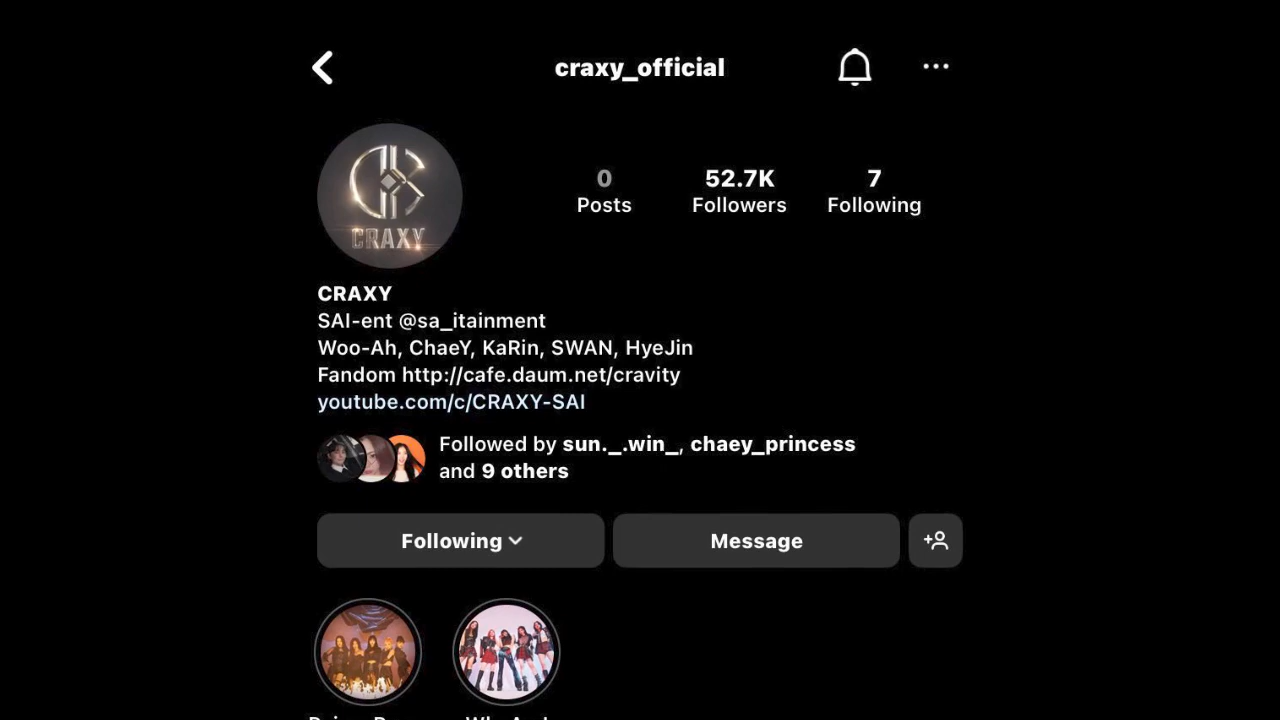 craxy_official
CRAXY
0
Posts
52.7K
Followers
7
Following
CRAXY
SAI-ent @sa_itainment
Woo-Ah, ChaeY, KaRin, SWAN, HyeJin
Fandom http://cafe.daum.net/cravity
youtube.com/c/CRAXY-SAI
Followed by sun._.win_, chaey_princess
and 9 others
Following
Message